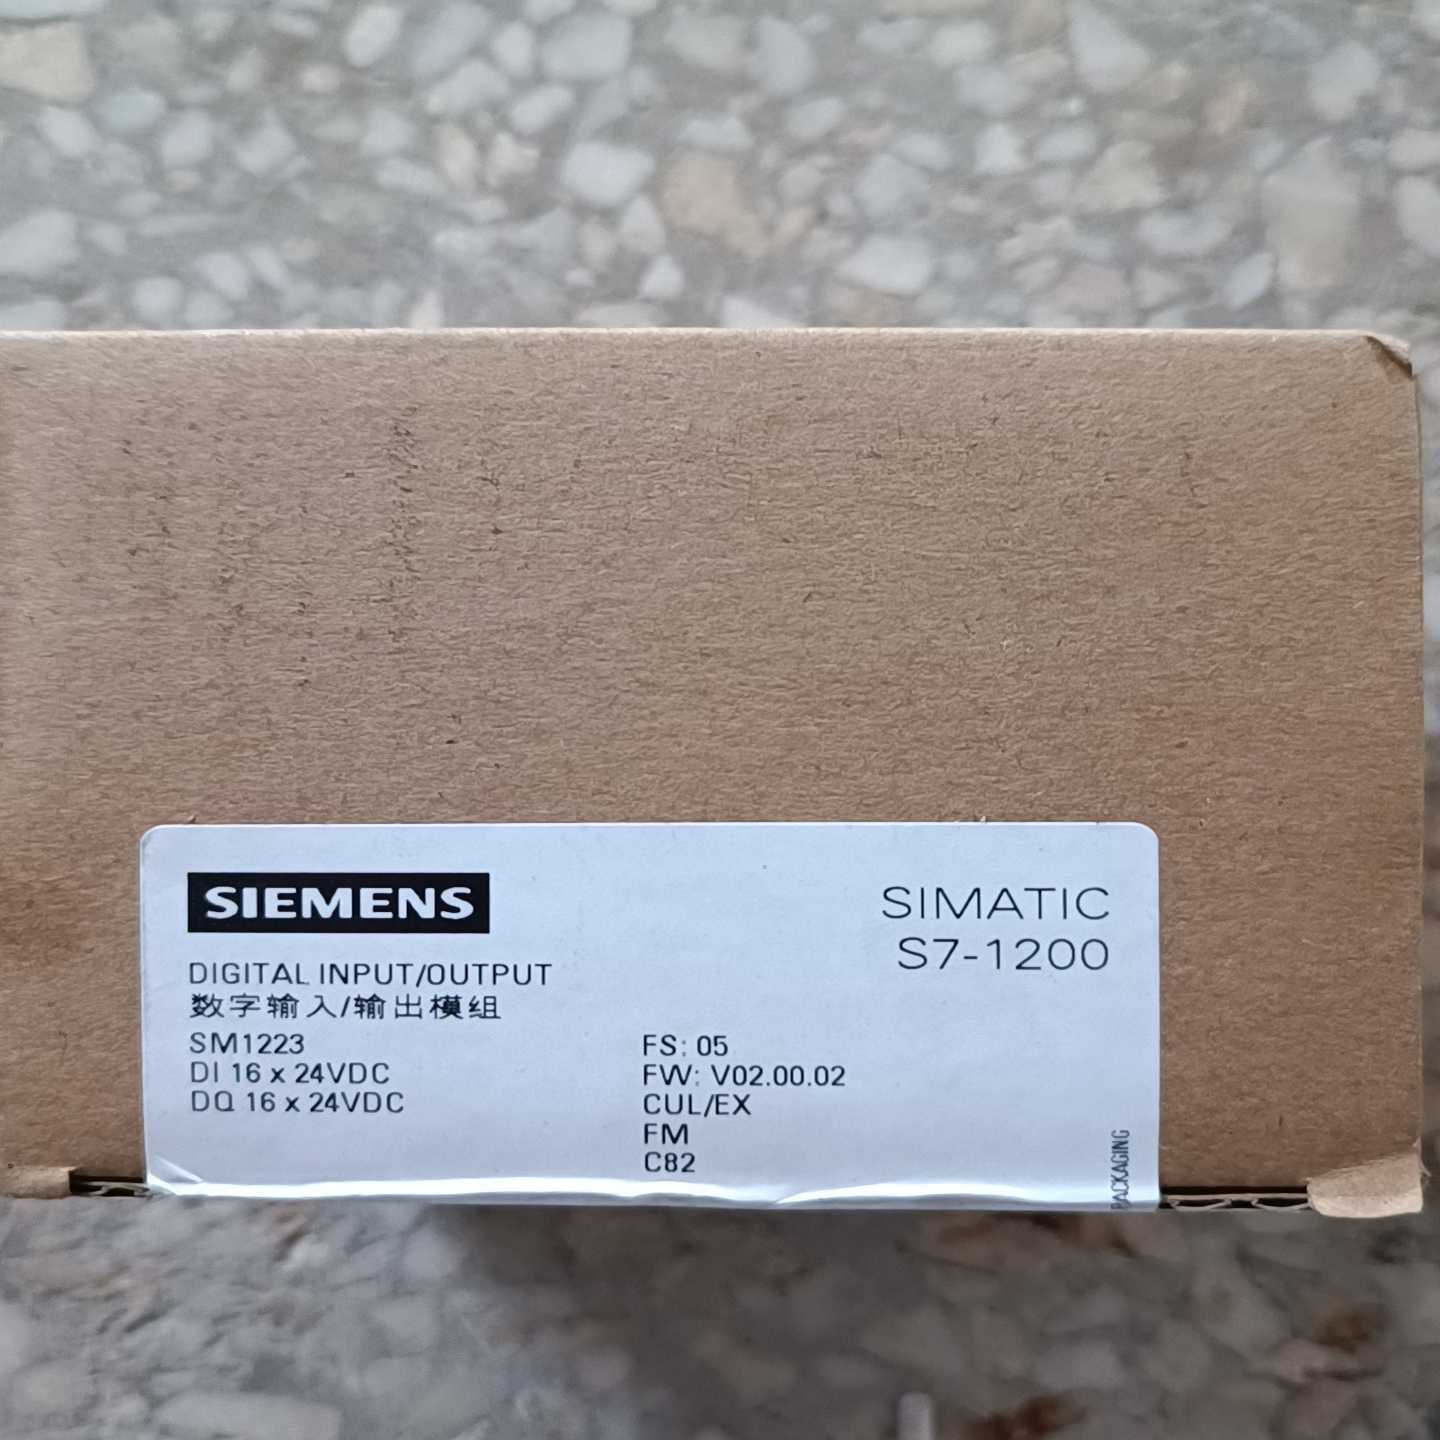 SIEMENS
SIMATIC
S7-1200
DIGITAL INPUT/OUTPUT
数字输入/输出模组
SM1223
DI 16 x 24VDC
DQ 16 x 24VDC
FS: 05
FW: V02.00.02
CUL/EX
FM
C82
PACKAGING